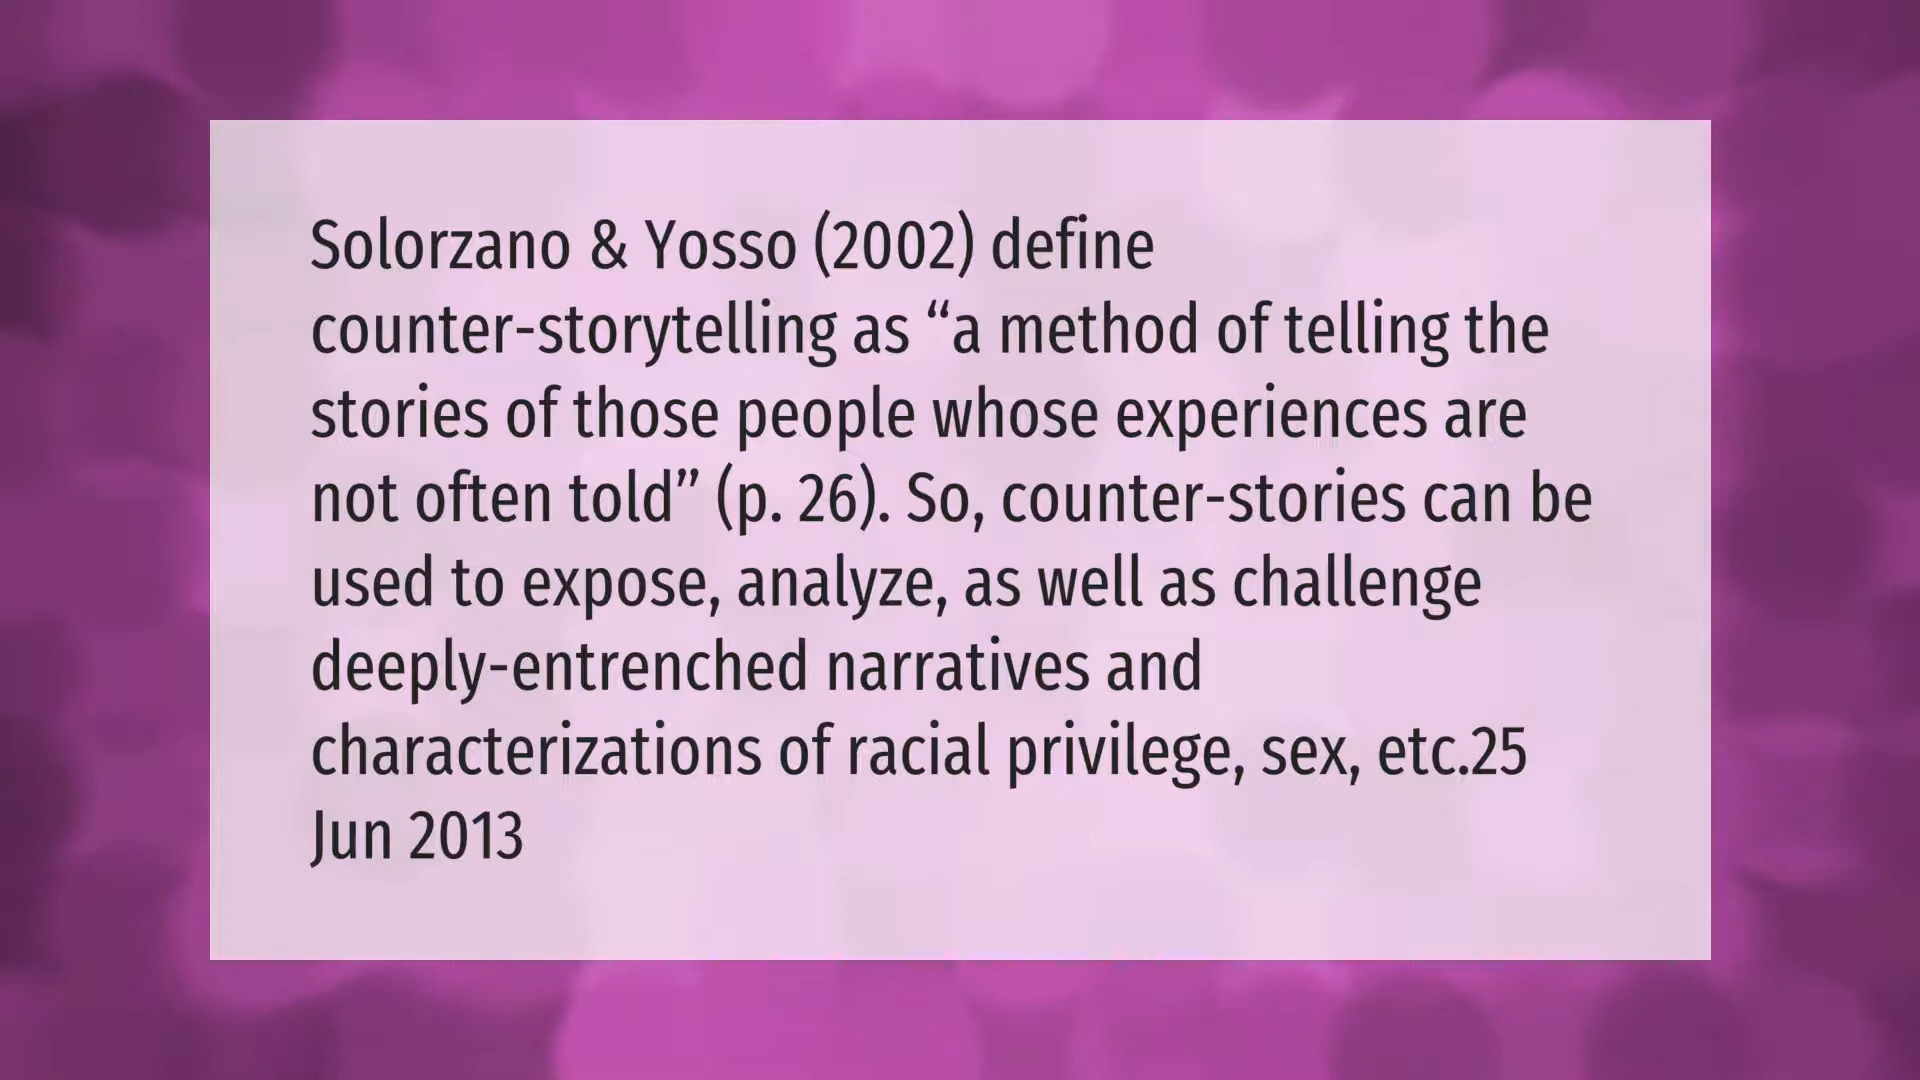 Solorzano & Yosso (2002) define
counter-storytelling as “a method of telling the
stories of those people whose experiences are
not often told” (p. 26). So, counter-stories can be
used to expose, analyze, as well as challenge
deeply-entrenched narratives and
characterizations of racial privilege, sex, etc.25
Jun 2013